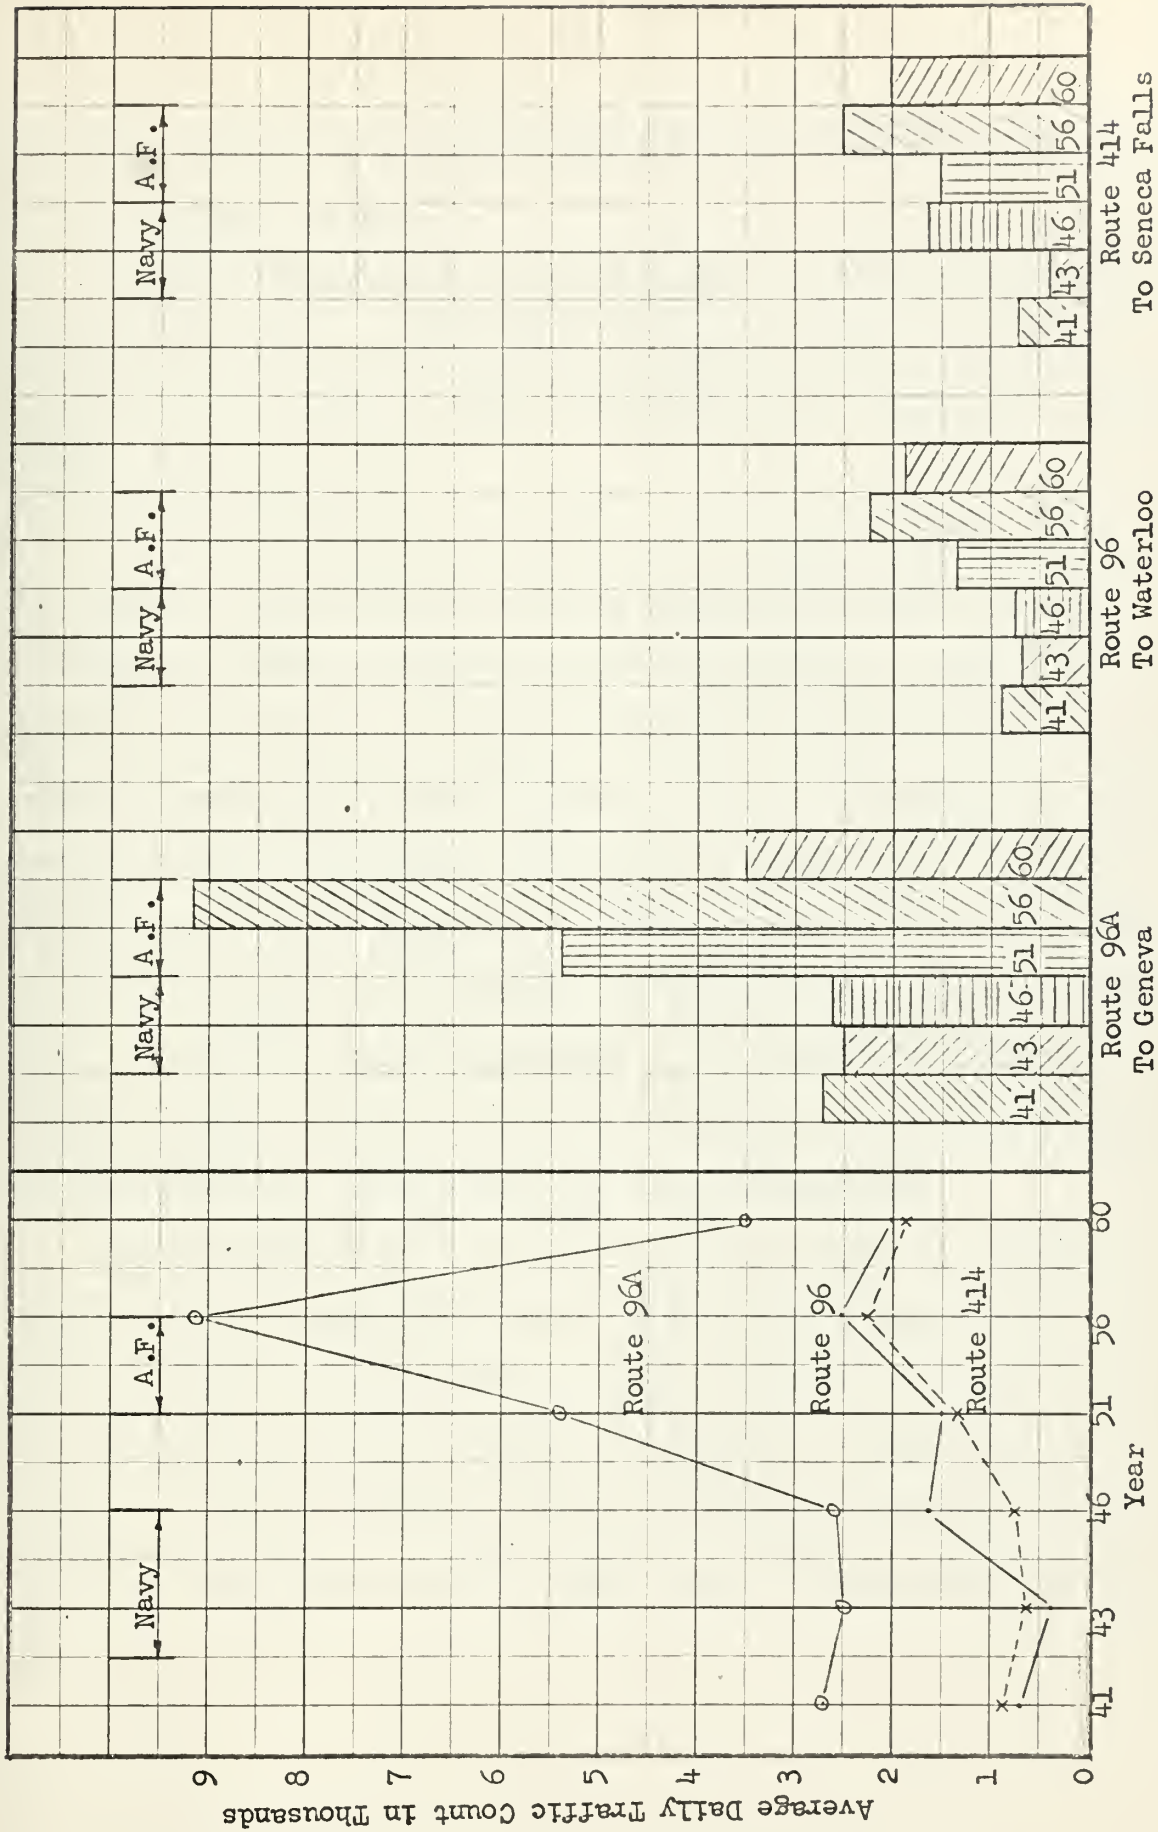 Average Daily Traffic Count in Thousands
9
8
7
6
5
4
3
2
1
0
Navy
A.F.
Route 96A
Route 96
Route 414
41 43 46 51 56 60
Year
Navy A.F.
41 43 46 51 56 60
Route 96A
To Geneva
Navy A.F.
41 43 46 51 56 60
Route 96
To Waterloo
Navy A.F.
41 43 46 51 56 60
Route 414
To Seneca Falls